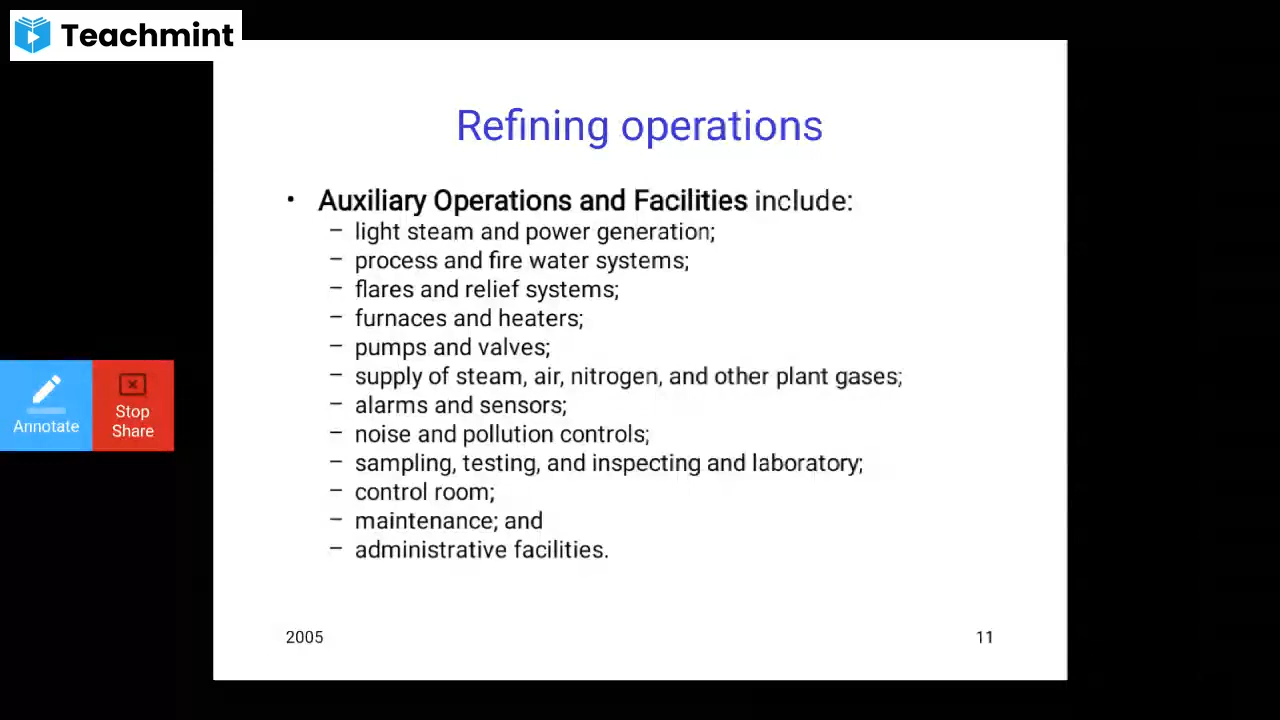 Teachmint
Refining operations
• Auxiliary Operations and Facilities include:
– light steam and power generation;
– process and fire water systems;
– flares and relief systems;
– furnaces and heaters;
– pumps and valves;
– supply of steam, air, nitrogen, and other plant gases;
– alarms and sensors;
– noise and pollution controls;
– sampling, testing, and inspecting and laboratory;
– control room;
– maintenance; and
– administrative facilities.
Annotate
Stop
Share
2005
11